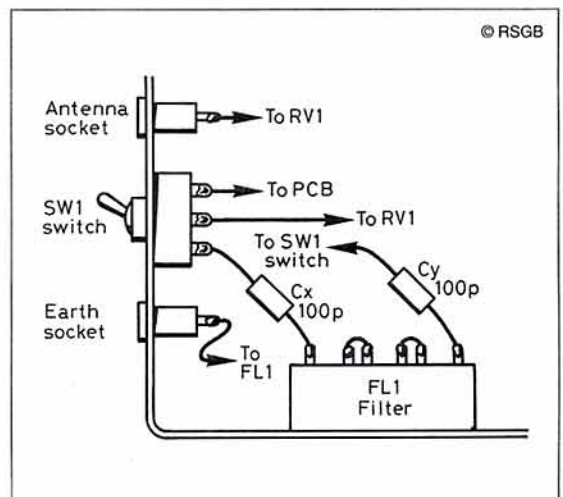 © RSGB
Antenna
socket
To RV1
To PCB
SW1
switch
To RV1
To SW1
switch
Cy
100p
Cx
100p
Earth
socket
To
FL1
FL1
Filter